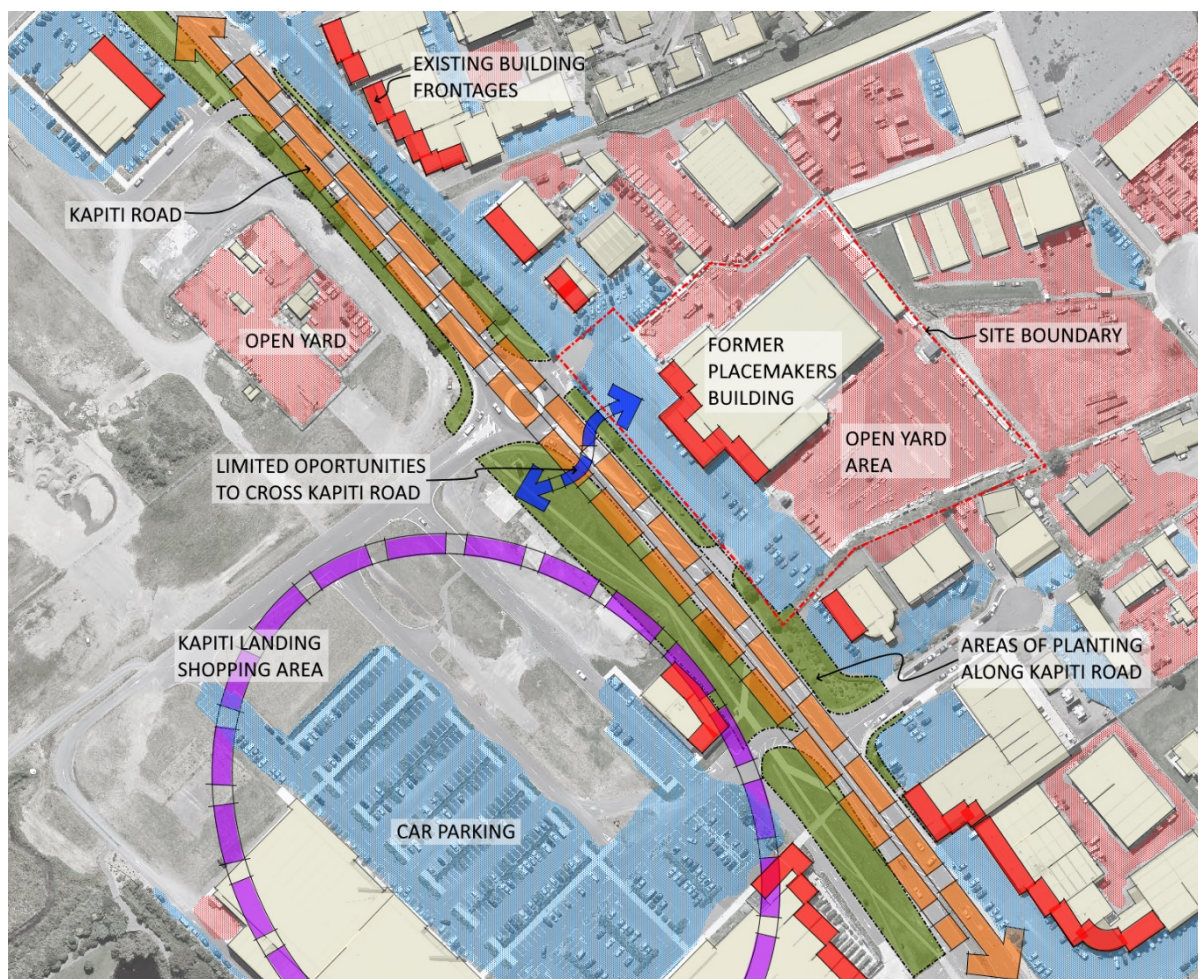 EXISTING BUILDING
FRONTAGES
KAPITI ROAD
OPEN YARD
FORMER
PLACEMAKERS
BUILDING
SITE BOUNDARY
OPEN YARD
AREA
LIMITED OPORTUNITIES
TO CROSS KAPITI ROAD
KAPITI LANDING
SHOPPING AREA
AREAS OF PLANTING
ALONG KAPITI ROAD
CAR PARKING